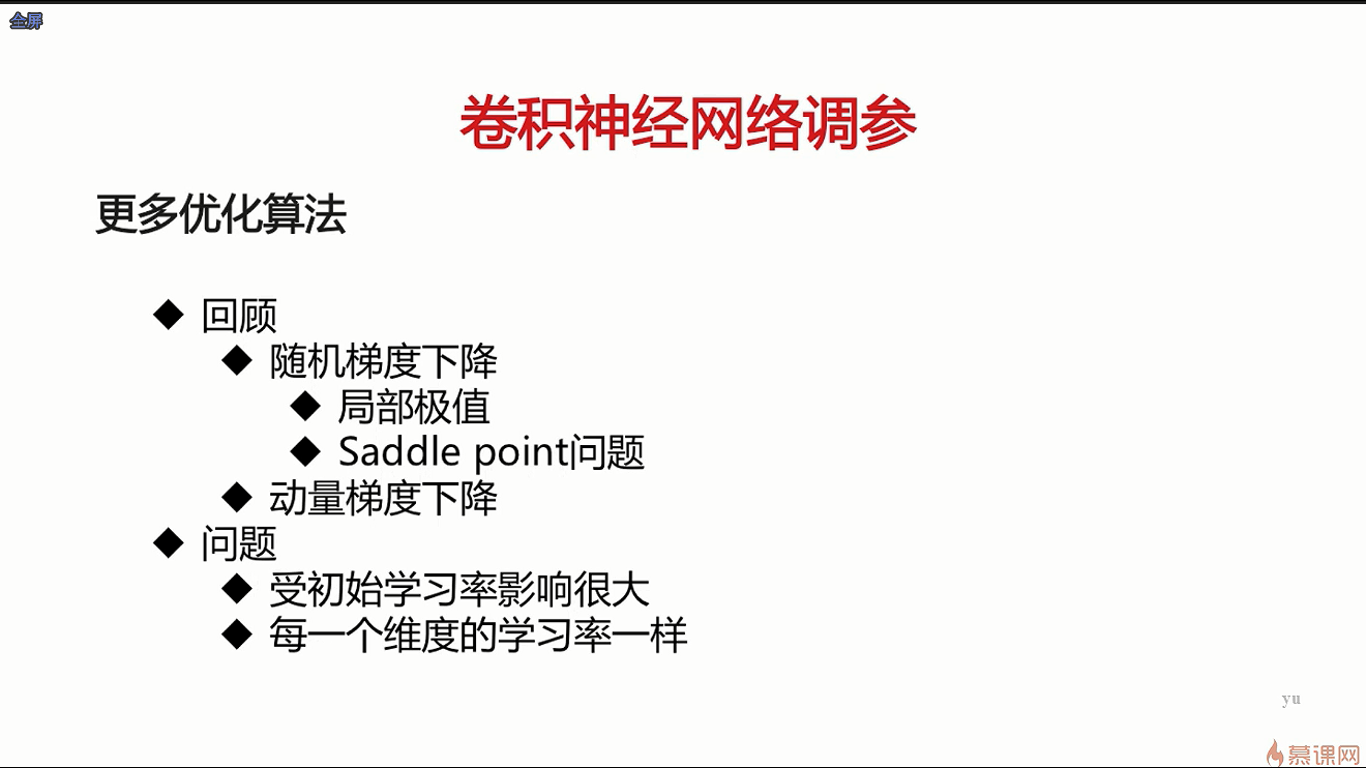 全屏
卷积神经网络调参
更多优化算法
◆ 回顾
◆ 随机梯度下降
◆ 局部极值
◆ Saddle point问题
◆ 动量梯度下降
◆ 问题
◆ 受初始学习率影响很大
◆ 每一个维度的学习率一样
yu
慕课网